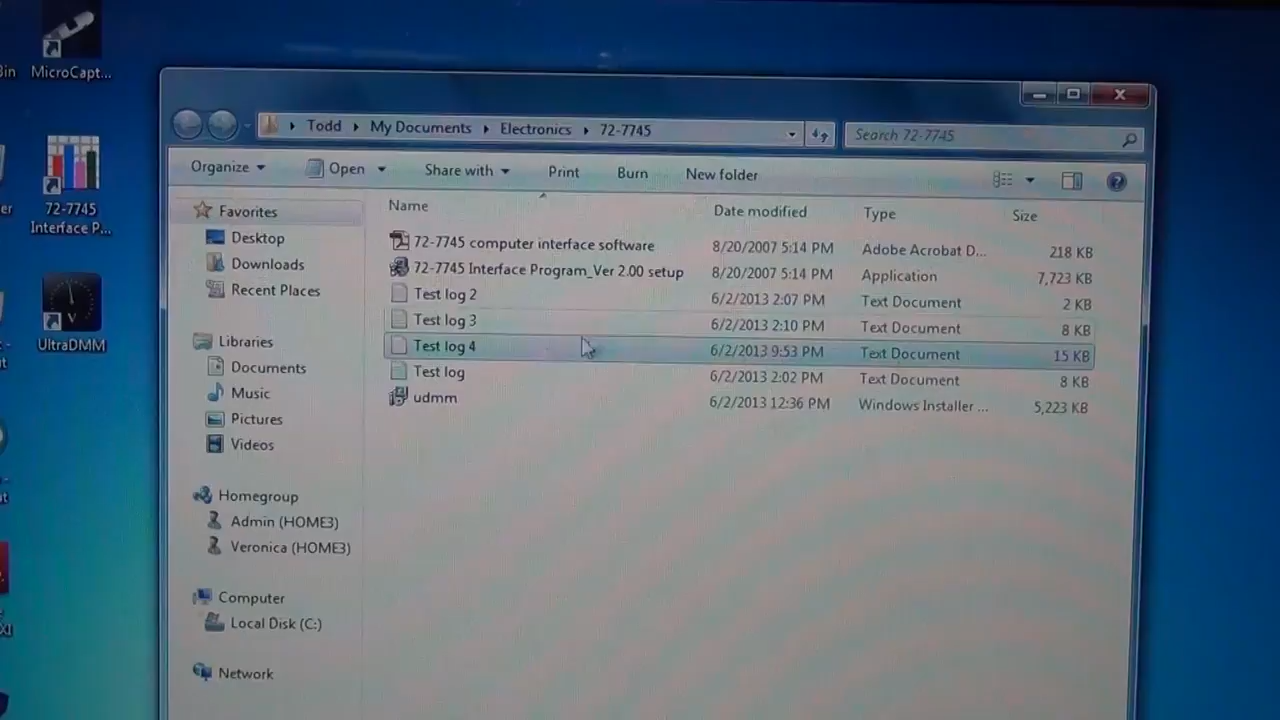 Bin
MicroCapt...
72-7745
Interface P...
UltraDMM
Todd
My Documents
Electronics
72-7745
Search 72-7745
Organize
Open
Share with
Print
Burn
New folder
Name
Date modified
Type
Size
72-7745 computer interface software 8/20/2007 5:14 PM Adobe Acrobat D... 218 KB
72-7745 Interface Program_Ver 2.00 setup 8/20/2007 5:14 PM Application 7,723 KB
Test log 2 6/2/2013 2:07 PM Text Document 2 KB
Test log 3 6/2/2013 2:10 PM Text Document 8 KB
Test log 4 6/2/2013 9:53 PM Text Document 15 KB
Test log 6/2/2013 2:02 PM Text Document 8 KB
udmm 6/2/2013 12:36 PM Windows Installer ... 5,223 KB
Favorites
Desktop
Downloads
Recent Places
Libraries
Documents
Music
Pictures
Videos
Homegroup
Admin (HOME3)
Veronica (HOME3)
Computer
Local Disk (C:)
Network